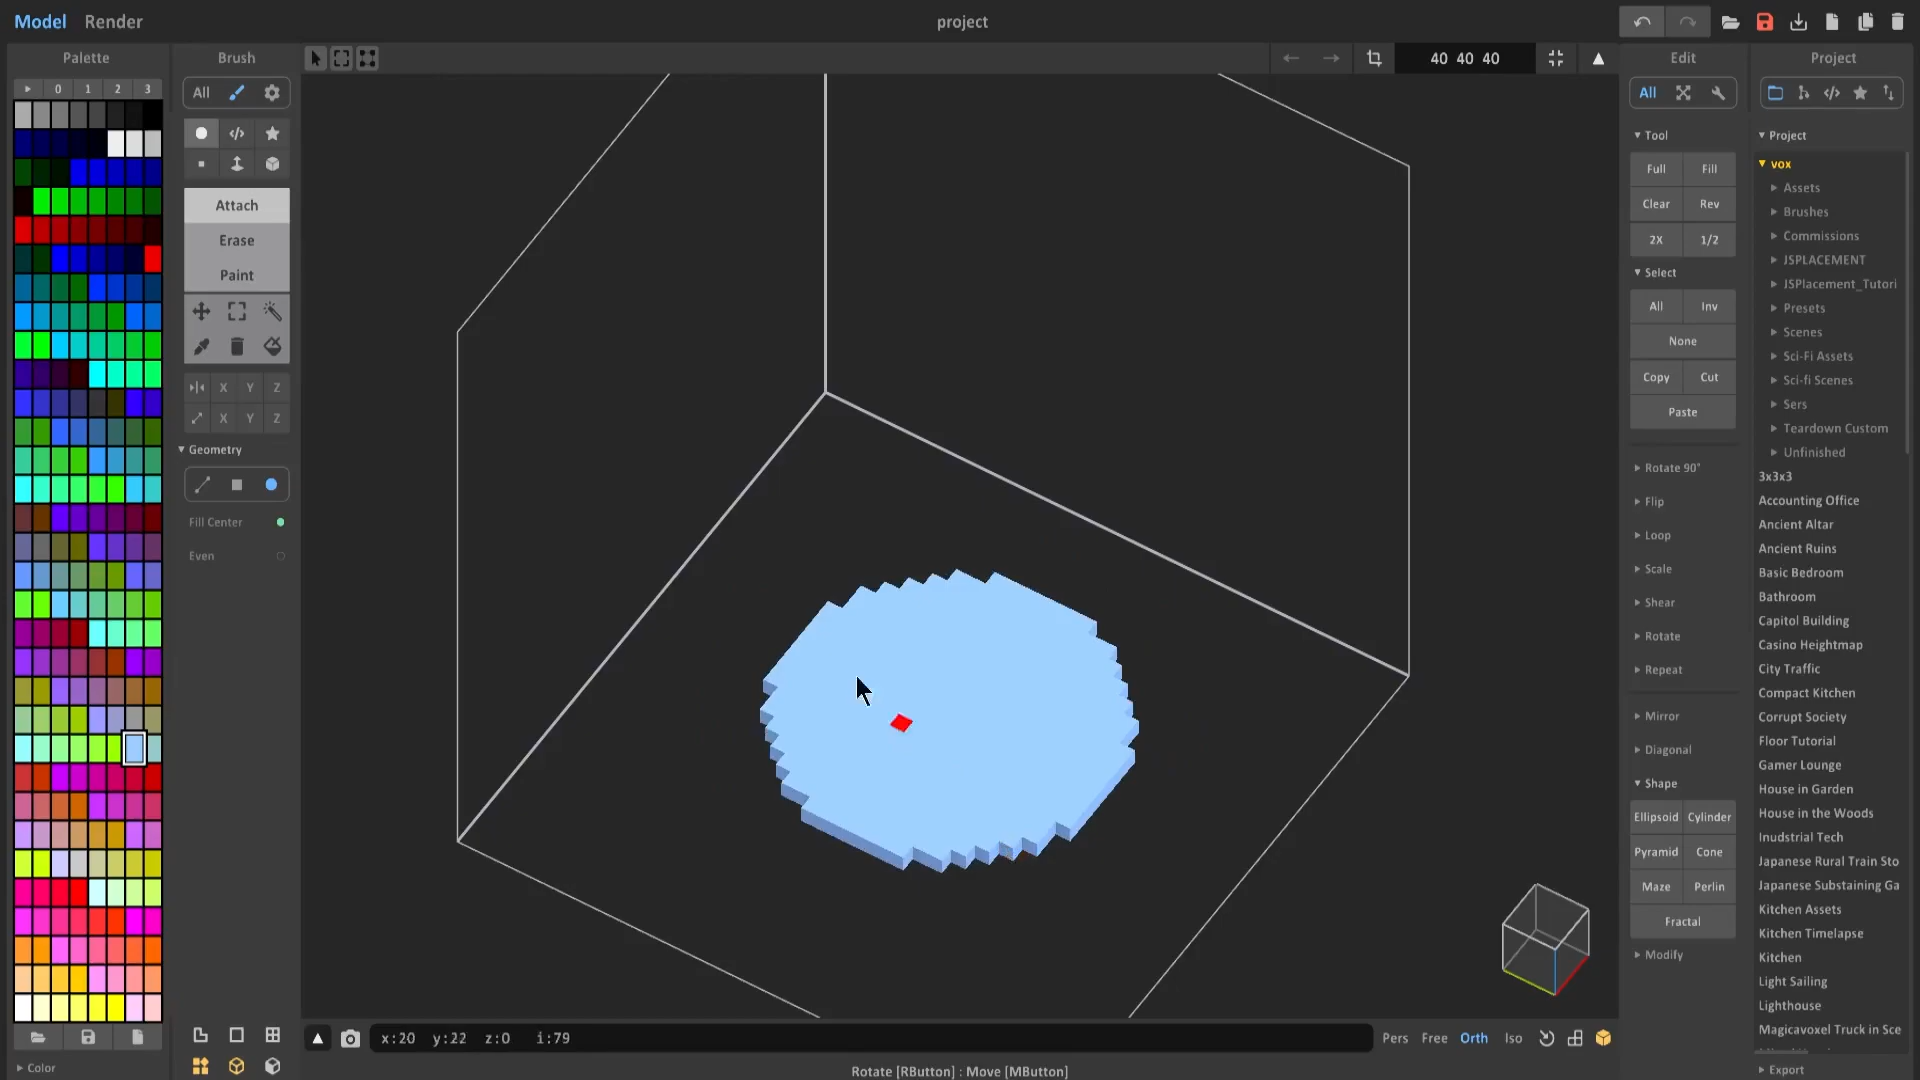 Model Render
project
Palette
0 1 2 3
Color
Brush
All
Attach
Erase
Paint
X Y Z
X Y Z
Geometry
Fill Center
Even
40 40 40
x:20 y:22 z:0 i:79
Pers Free Orth Iso
Rotate [RButton] : Move [MButton]
Edit
All
Tool
Full Fill
Clear Rev
2X 1/2
Select
All Inv
None
Copy Cut
Paste
Rotate 90°
Flip
Loop
Scale
Shear
Rotate
Repeat
Mirror
Diagonal
Shape
Ellipsoid Cylinder
Pyramid Cone
Maze Perlin
Fractal
Modify
Project
Project
vox
Assets
Brushes
Commissions
JSPLACEMENT
JSPlacement_Tutori
Presets
Scenes
Sci-Fi Assets
Sci-fi Scenes
Sers
Teardown Custom
Unfinished
3x3x3
Accounting Office
Ancient Altar
Ancient Ruins
Basic Bedroom
Bathroom
Capitol Building
Casino Heightmap
City Traffic
Compact Kitchen
Corrupt Society
Floor Tutorial
Gamer Lounge
House in Garden
House in the Woods
Inudstrial Tech
Japanese Rural Train Sto
Japanese Substaining Ga
Kitchen Assets
Kitchen Timelapse
Kitchen
Light Sailing
Lighthouse
Magicavoxel Truck in Sce
Export